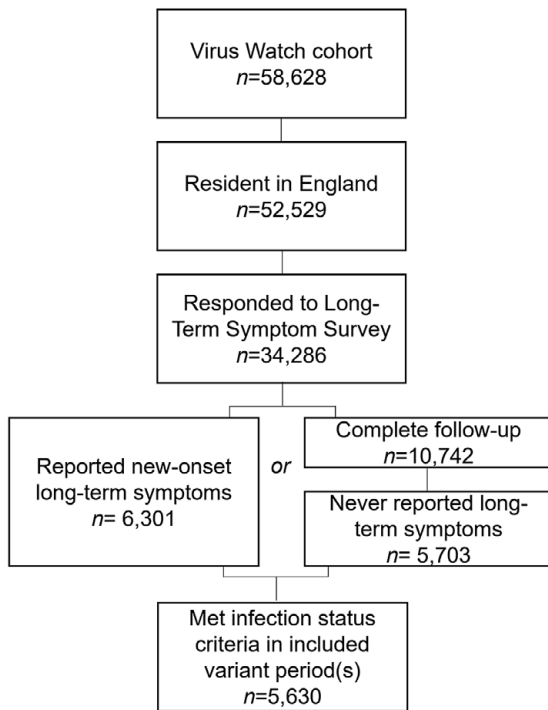 Virus Watch cohort
n=58,628
Resident in England
n=52,529
Responded to Long-
Term Symptom Survey
n=34,286
Reported new-onset
long-term symptoms
n= 6,301
or
Complete follow-up
n=10,742
Never reported long-
term symptoms
n= 5,703
Met infection status
criteria in included
variant period(s)
n=5,630